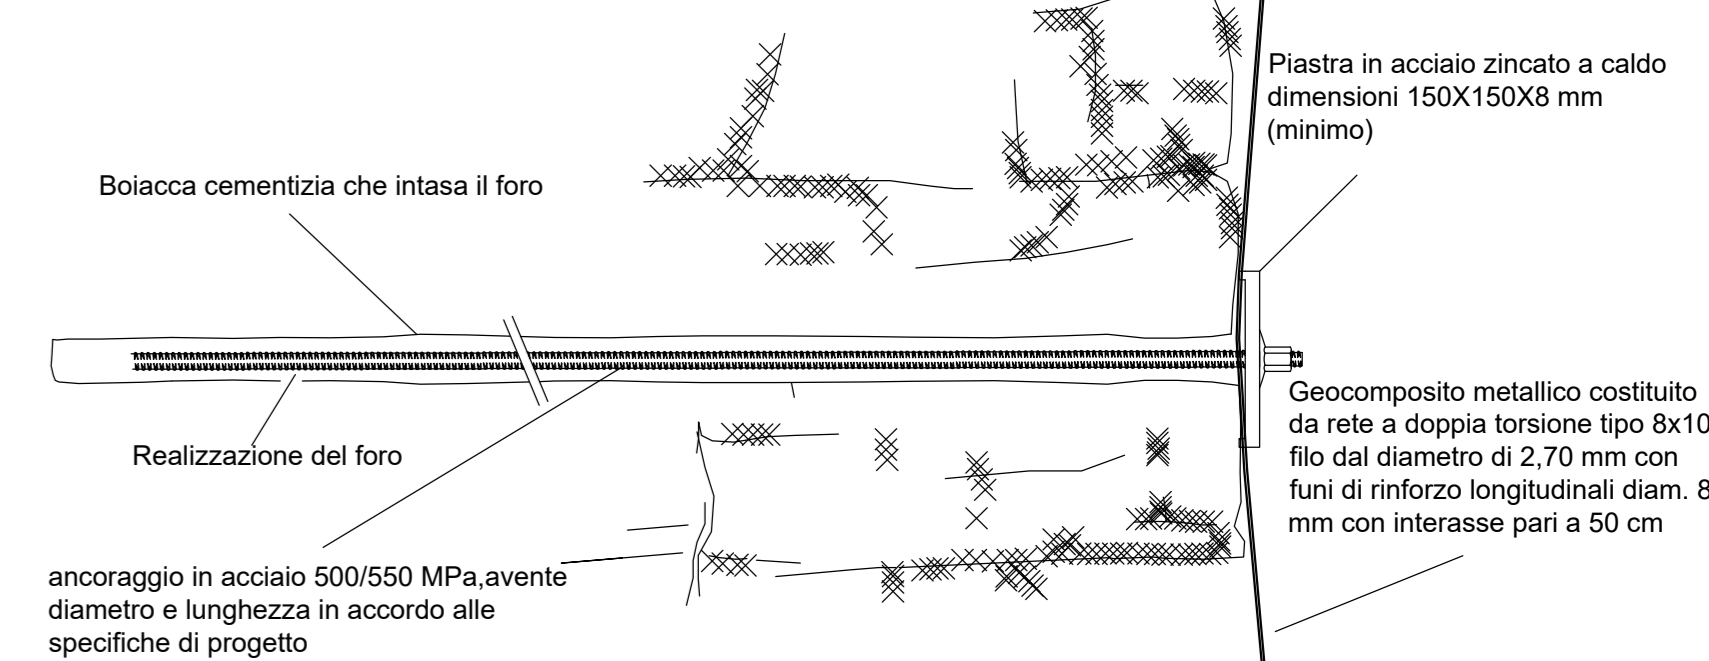 Piastra in acciaio zincato a caldo
dimensioni 150X150X8 mm
(minimo)
Boiacca cementizia che intasa il foro
Realizzazione del foro
Geocomposito metallico costituito
da rete a doppia torsione tipo 8x10
filo dal diametro di 2,70 mm con
funi di rinforzo longitudinali diam. 8
mm con interasse pari a 50 cm
ancoraggio in acciaio 500/550 MPa,avente
diametro e lunghezza in accordo alle
specifiche di progetto